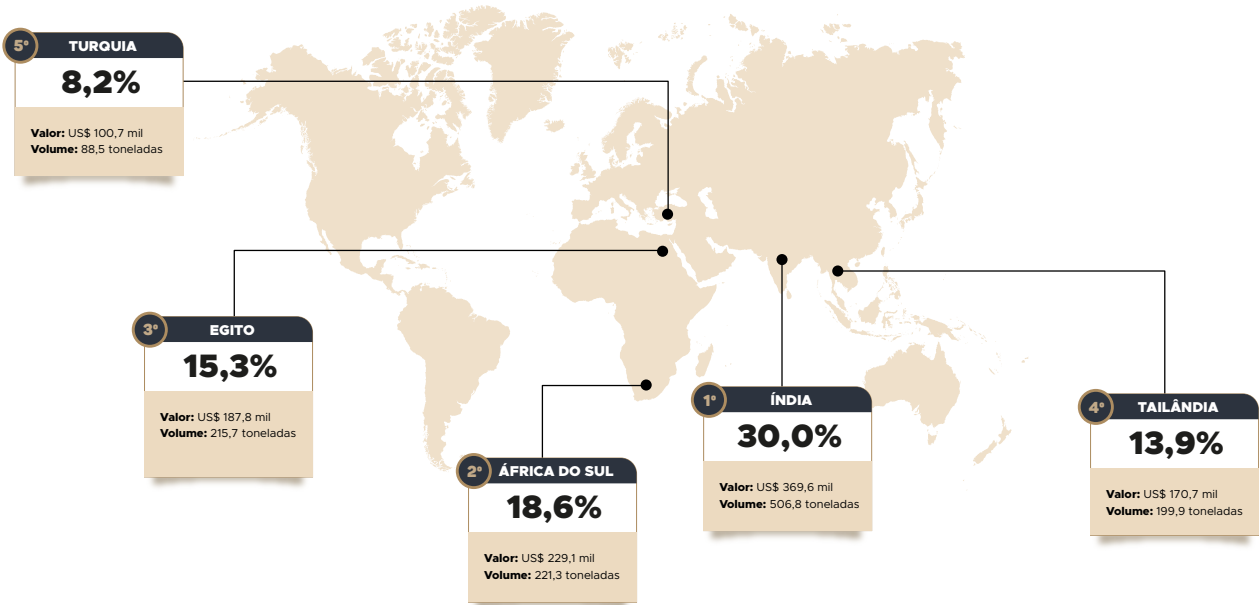 5º
TURQUIA
8,2%
Valor: US$ 100,7 mil
Volume: 88,5 toneladas
3º
EGITO
15,3%
Valor: US$ 187,8 mil
Volume: 215,7 toneladas
2º
ÁFRICA DO SUL
18,6%
Valor: US$ 229,1 mil
Volume: 221,3 toneladas
1º
ÍNDIA
30,0%
Valor: US$ 369,6 mil
Volume: 506,8 toneladas
4º
TAILÂNDIA
13,9%
Valor: US$ 170,7 mil
Volume: 199,9 toneladas